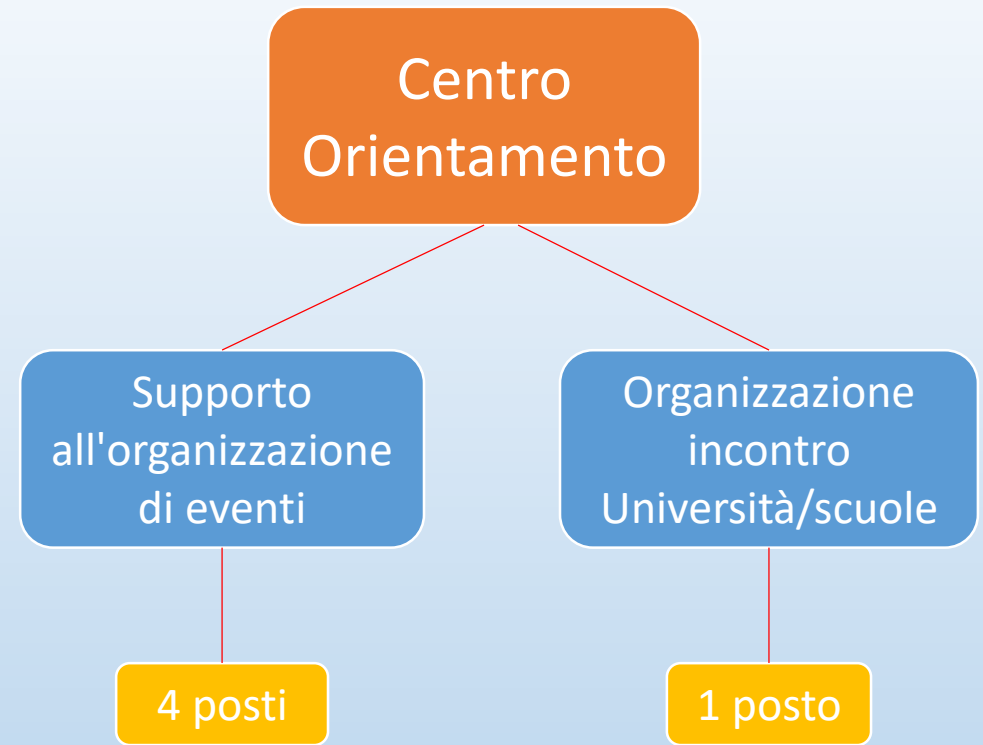 Centro
Orientamento
Supporto
all'organizzazione
di eventi
Organizzazione
incontro
Università/scuole
4 posti
1 posto